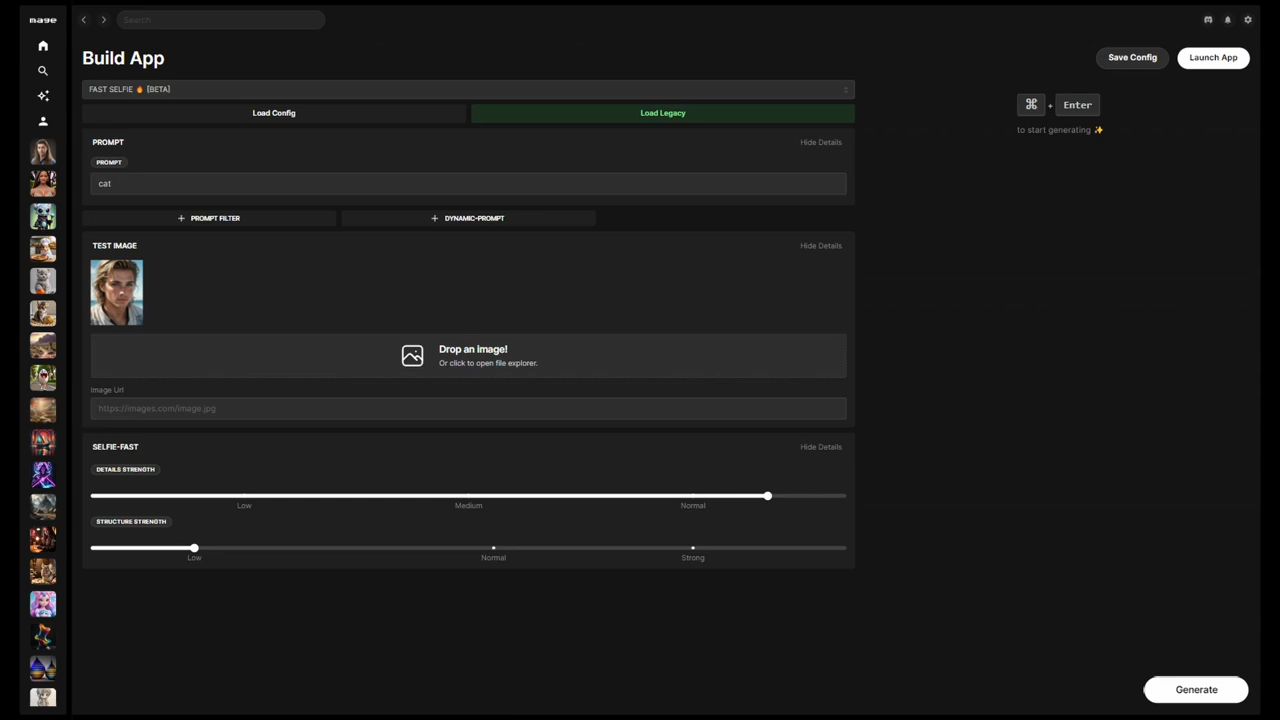 mage
Search
Build App
Save Config
Launch App
FAST SELFIE 🔥 [BETA]
Load Config
Load Legacy
⌘ + Enter
to start generating ✨
PROMPT
Hide Details
PROMPT
cat
+ PROMPT FILTER
+ DYNAMIC-PROMPT
TEST IMAGE
Hide Details
Drop an image!
Or click to open file explorer.
Image Url
https://images.com/image.jpg
SELFIE-FAST
Hide Details
DETAILS STRENGTH
Low Medium Normal
STRUCTURE STRENGTH
Low Normal Strong
Generate